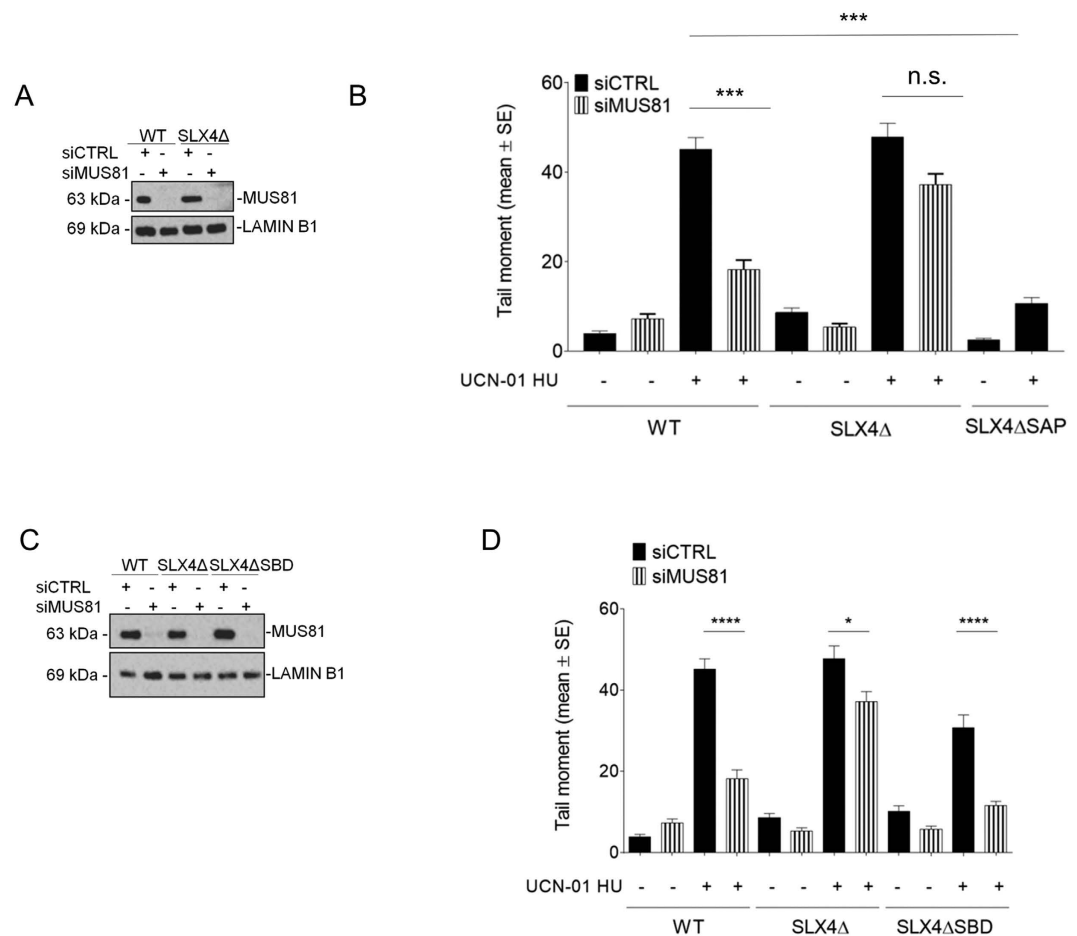 A
WT SLX4Δ
siCTRL + - + -
siMUS81 - + - +
63 kDa - -MUS81
69 kDa - -LAMIN B1
B
***
siCTRL
siMUS81
*** n.s.
Tail moment (mean ± SE)
60
40
20
0
UCN-01 HU - - + + - - + + - +
WT SLX4Δ SLX4ΔSAP
C
WT SLX4Δ SLX4ΔSBD
siCTRL + - + - + -
siMUS81 - + - + - +
63 kDa - -MUS81
69 kDa - -LAMIN B1
D
siCTRL
siMUS81
**** * ****
Tail moment (mean ± SE)
60
40
20
0
UCN-01 HU - - + + - - + + - - + +
WT SLX4Δ SLX4ΔSBD